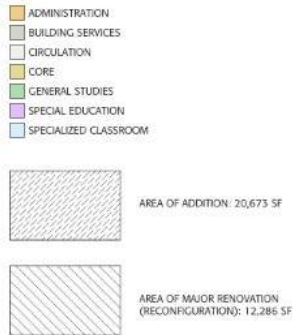 ADMINISTRATION
BUILDING SERVICES
CIRCULATION
CORE
GENERAL STUDIES
SPECIAL EDUCATION
SPECIALIZED CLASSROOM
AREA OF ADDITION: 20,673 SF
AREA OF MAJOR RENOVATION
(RECONFIGURATION): 12,286 SF